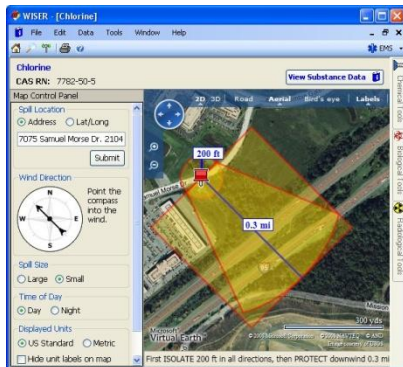 WISER - [Chlorine]
File Edit Data Tools Window Help
EMS
Chlorine
CAS RN: 7782-50-5
View Substance Data
Map Control Panel
Spill Location
Address Lat/Long
7075 Samuel Morse Dr. 2104
Submit
Wind Direction
N
W E
S
Point the
compass
into the
wind.
Spill Size
Large Small
Time of Day
Day Night
Displayed Units
US Standard Metric
Hide unit labels on map
2D 3D Road Aerial Bird's eye Labels
200 ft
Samuel Morse Dr
0.3 mi
95
Mission
300 yds
Microsoft
Virtual Earth
First ISOLATE 200 ft in all directions, then PROTECT downwind 0.3 mi
Chemical Tools
Biological Tools
Radiological Tools